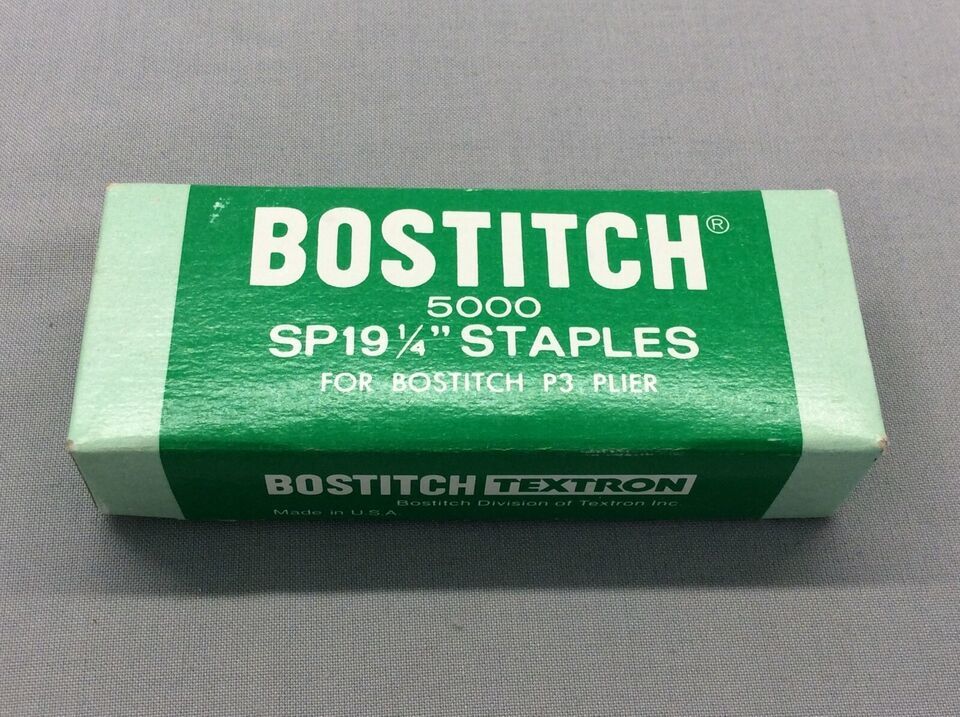 BOSTITCH®
5000
SP19 1/4" STAPLES
FOR BOSTITCH P3 PLIER
BOSTITCH TEXTRON
Bostitch Division of Textron Inc.
Made in U.S.A.